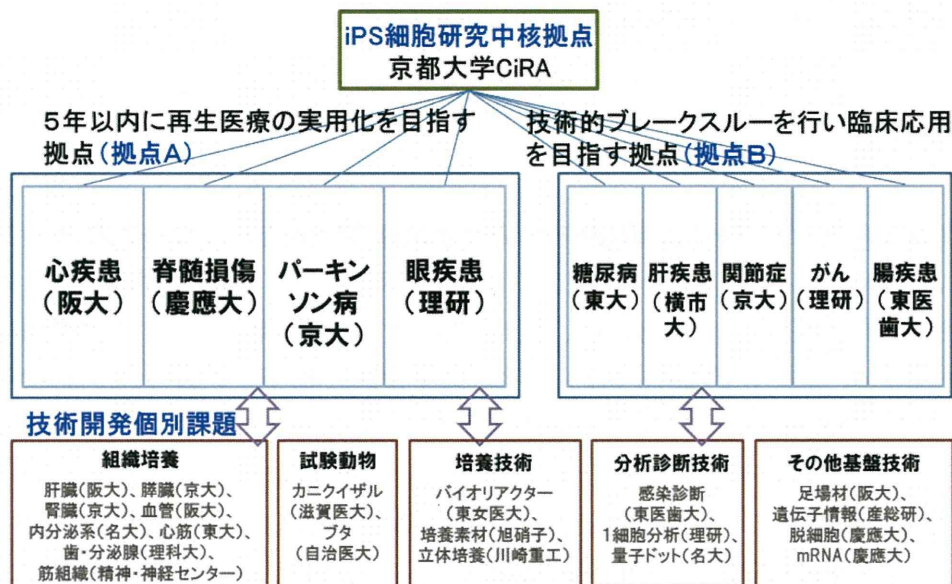 iPS細胞研究中核拠点
京都大学CiRA
5年以内に再生医療の実用化を目指す
拠点(拠点A)
技術的ブレークスルーを行い臨床応用
を目指す拠点(拠点B)
心疾患
(阪大)
脊髄損傷
(慶應大)
パーキン
ソン病
(京大)
眼疾患
(理研)
糖尿病
(東大)
肝疾患
(横市
大)
関節症
(京大)
がん
(理研)
腸疾患
(東医
歯大)
技術開発個別課題
組織培養
肝臓(阪大)、膵臓(京大)、
腎臓(京大)、血管(阪大)、
内分泌系(名大)、心筋(東大)、
歯・分泌腺(理科大)、
筋組織(精神・神経センター)
試験動物
カニクイザル
(滋賀医大)
ブタ
(自治医大)
培養技術
バイオリアクター
(東女医大)、
培養素材(旭硝子)、
立体培養(川崎重工)
分析診断技術
感染診断
(東医歯大)、
1細胞分析(理研)、
量子ドット(名大)
その他基盤技術
足場材(阪大)、
遺伝子情報(産総研)、
脱細胞(慶應大)、
mRNA(慶應大)